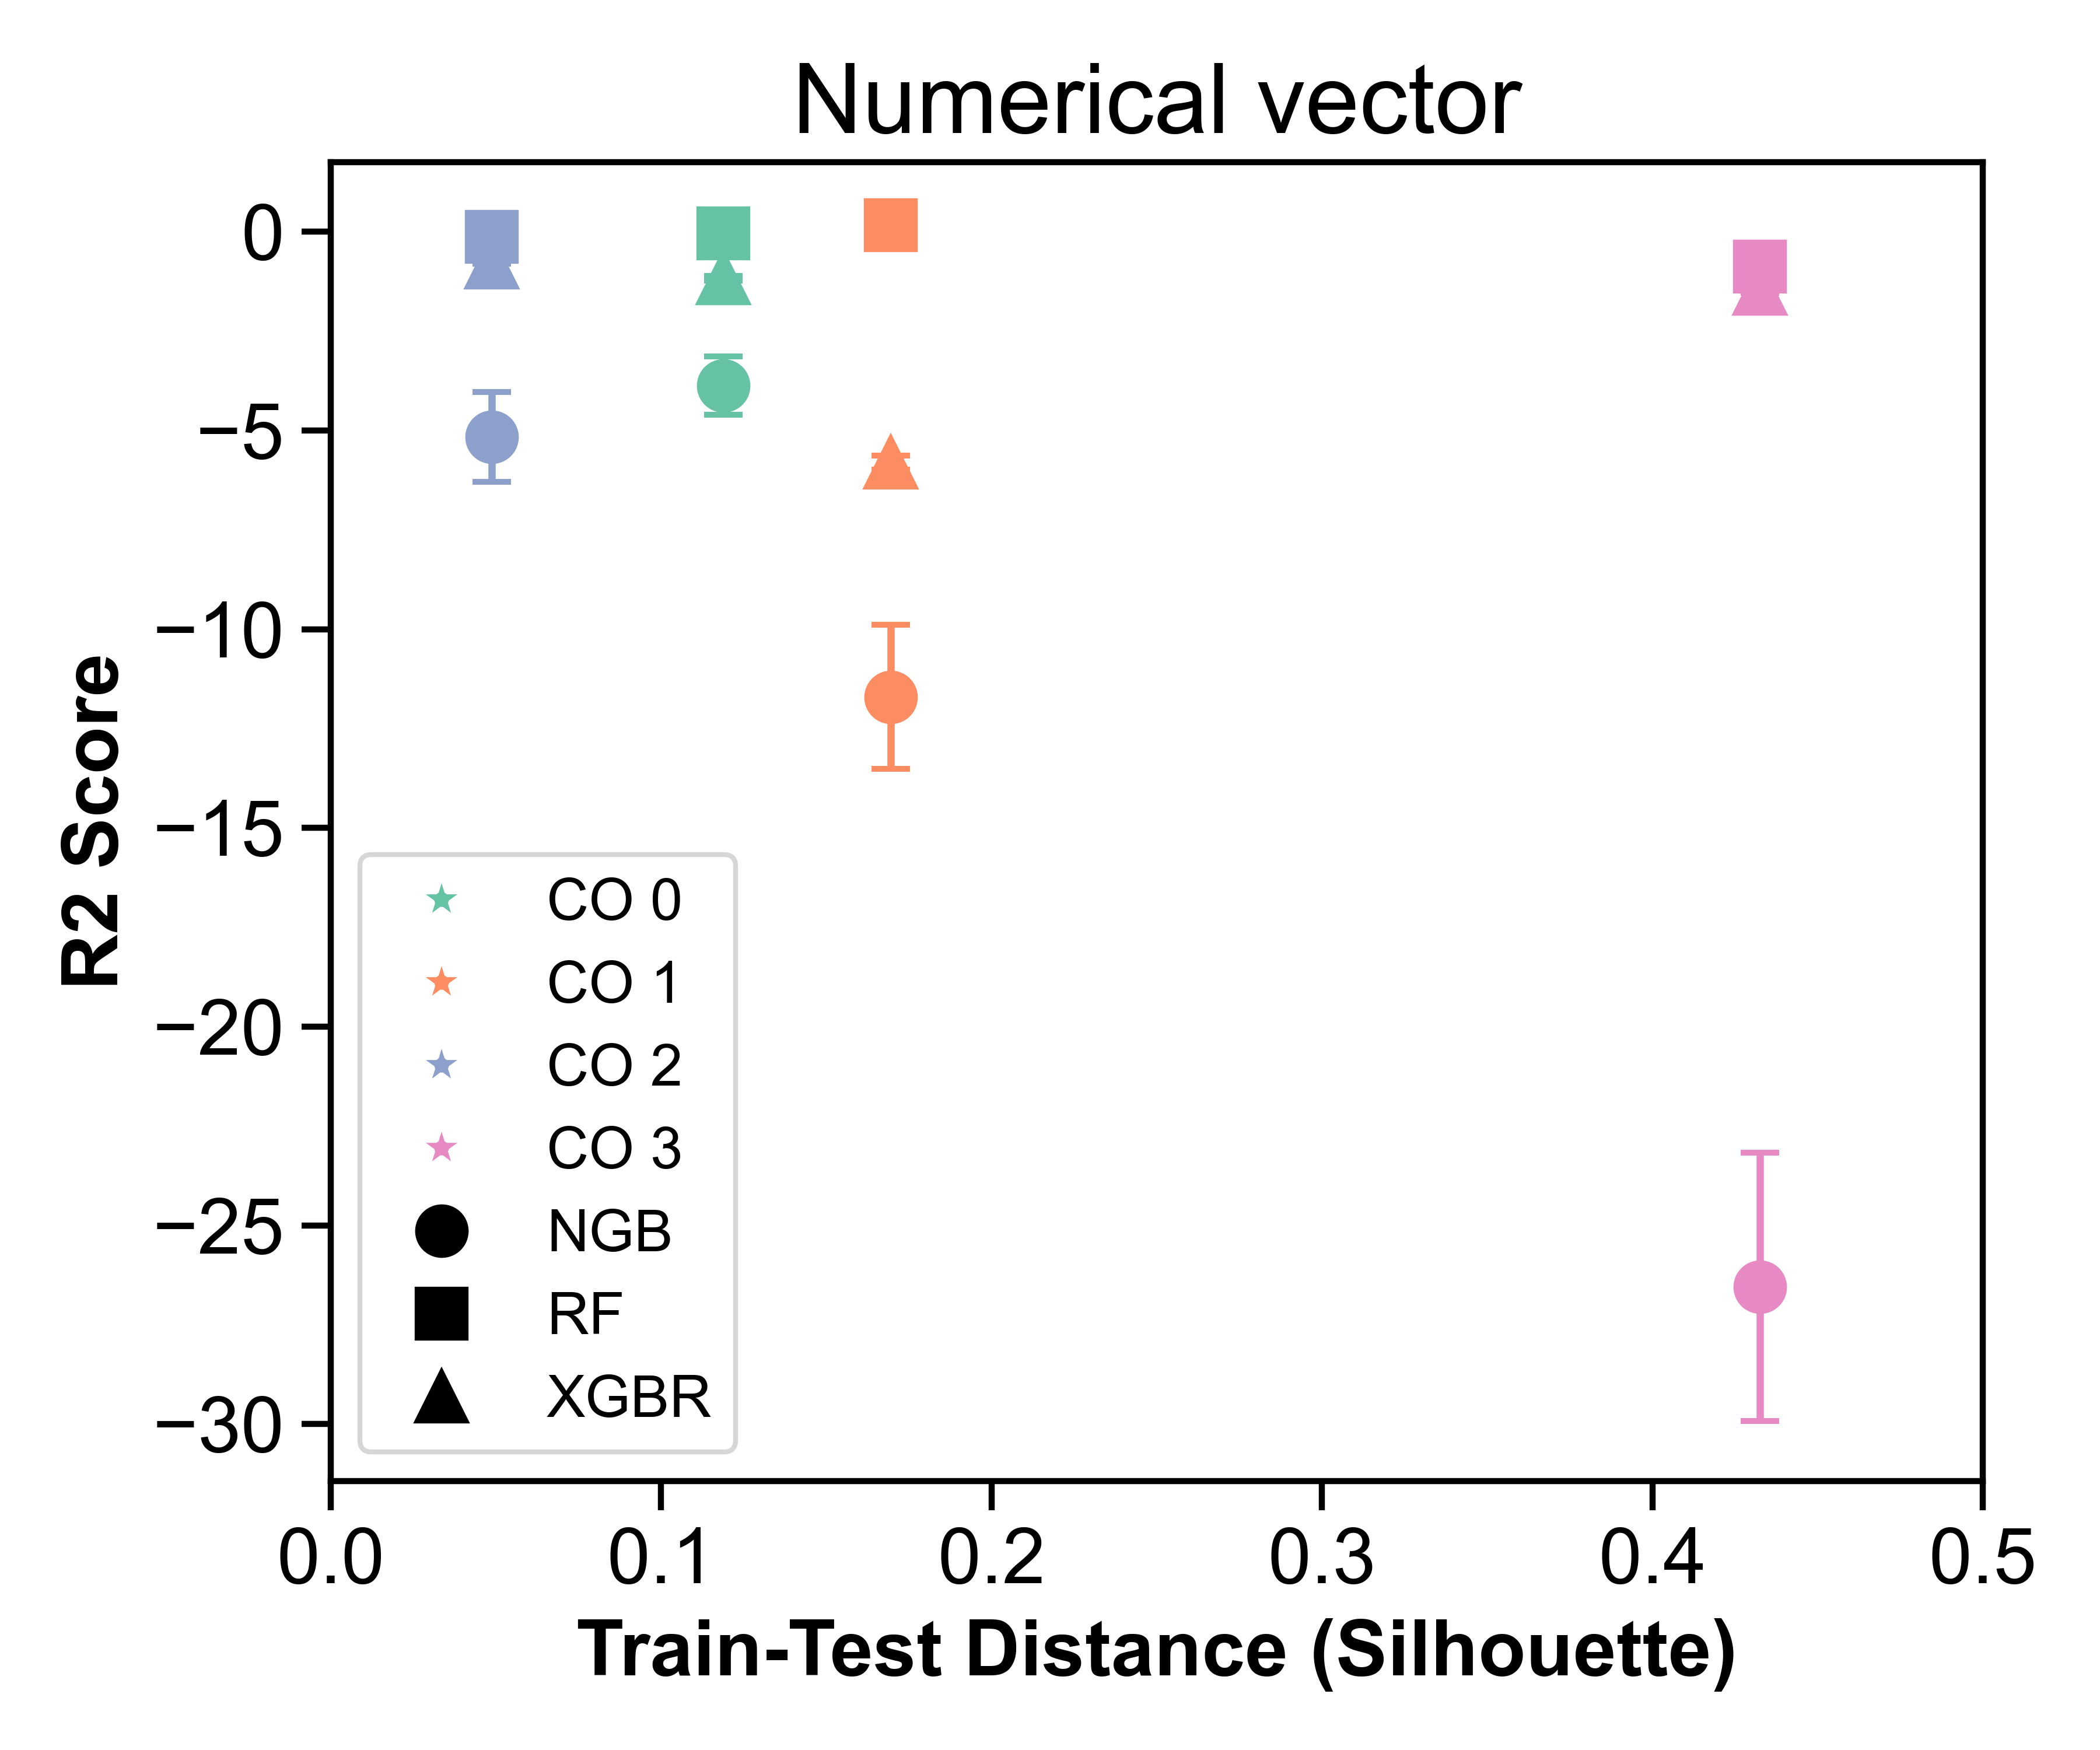 Numerical vector
R2 Score
0
−5
−10
−15
−20
−25
−30
CO 0
CO 1
CO 2
CO 3
NGB
RF
XGBR
0.0 0.1 0.2 0.3 0.4 0.5
Train-Test Distance (Silhouette)